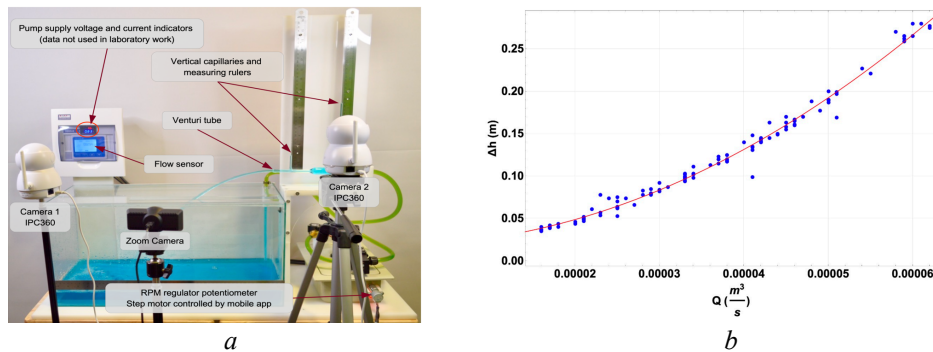 Pump supply voltage and current indicators
(data not used in laboratory work)
Vertical capillaries and
measuring rulers
Venturi tube
Flow sensor
Camera 1
IPC360
Camera 2
IPC360
Zoom Camera
RPM regulator potentiometer
Step motor controlled by mobile app
a
Δh (m)
0.25
0.20
0.15
0.10
0.05
0.00
0.00002 0.00003 0.00004 0.00005 0.00006
Q (m³/s)
b